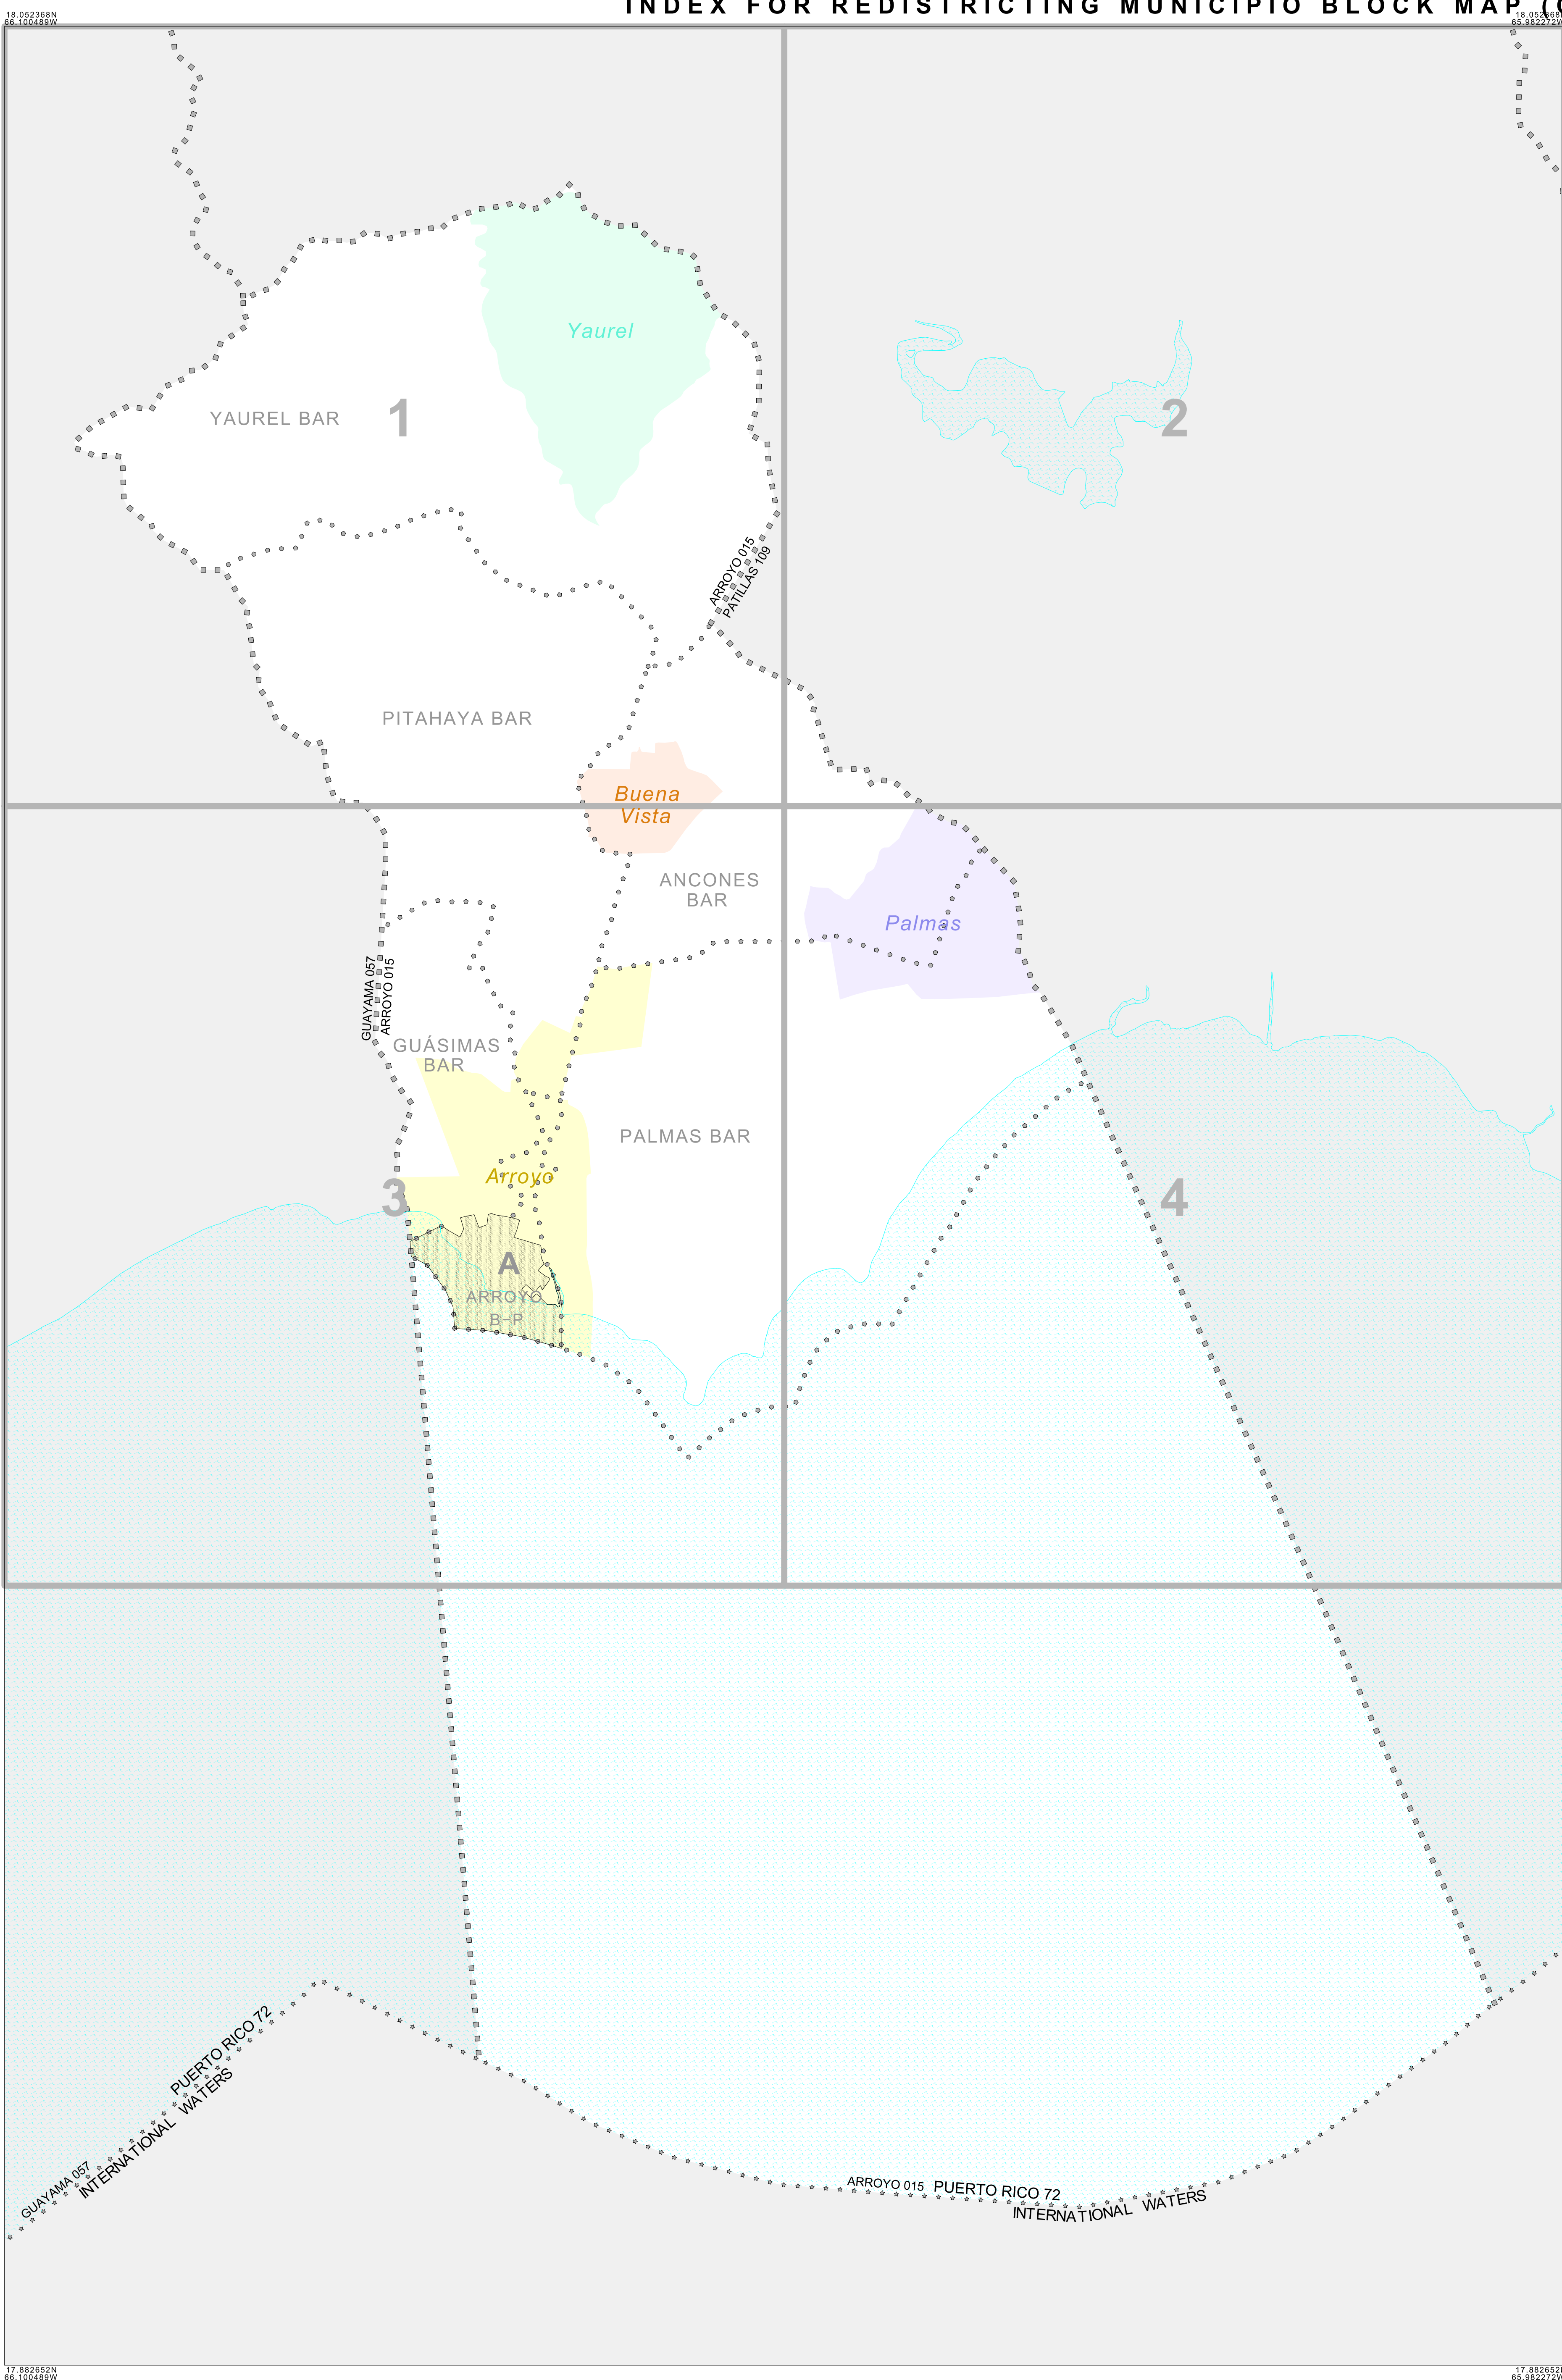 INDEX FOR REDISTRICTING MUNICIPIO BLOCK MAP (
18.052368N
66.100489W
18.052368N
65.982272W
Yaurel
YAUREL BAR
1
2
ARROYO 015
PATILLAS 109
PITAHAYA BAR
Buena
Vista
ANCONES
BAR
Palmas
GUAYAMA 057
ARROYO 015
GUÁSIMAS
BAR
PALMAS BAR
Arroyo
3
4
A
ARROYO
B-P
PUERTO RICO 72
INTERNATIONAL WATERS
GUAYAMA 057
ARROYO 015
PUERTO RICO 72
INTERNATIONAL WATERS
17.882652N
66.100489W
17.882652N
65.982272W